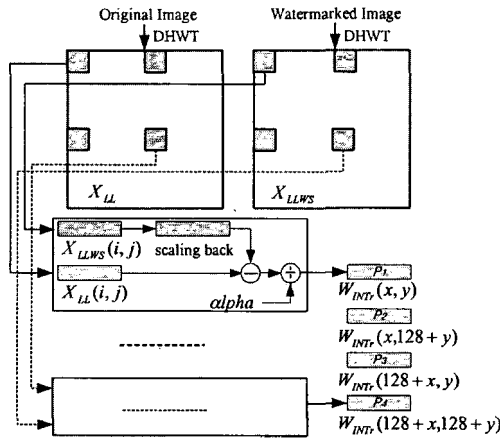 Original Image
Watermarked Image
DHWT
DHWT
X_LL
X_LLWS
X_LLWS(i, j)
scaling back
X_LL(i, j)
−
÷
alpha
P1
W_INTr(x, y)
P2
W_INTr(x,128+y)
P3
W_INTr(128+x, y)
P4
W_INTr(128+x,128+y)